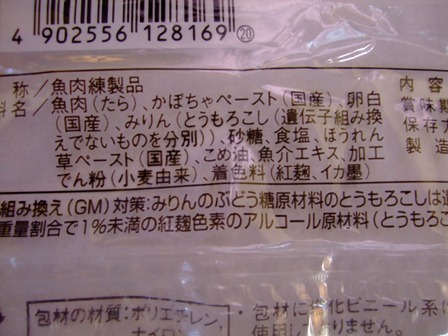 4 902556 128169 ⑳
称／魚肉練製品
内容
料名／魚肉(たら)、かぼちゃペースト(国産)、卵白
賞味
(国産)、みりん(とうもろこし(遺伝子組み換
保存方
えでないものを分別))、砂糖、食塩、ほうれん
製造
草ペースト(国産)、こめ油、魚介エキス、加工
でん粉(小麦由来)、着色料(紅麹、イカ墨)
組み換え(GM)対策:みりんのぶどう糖原材料のとうもろこしは
重量割合で1%未満の紅麹色素のアルコール原材料(とうもろこ
包材の材質:ポリエチレン、
・包材に塩化ビニール系
ナイロン
使用しておりません。